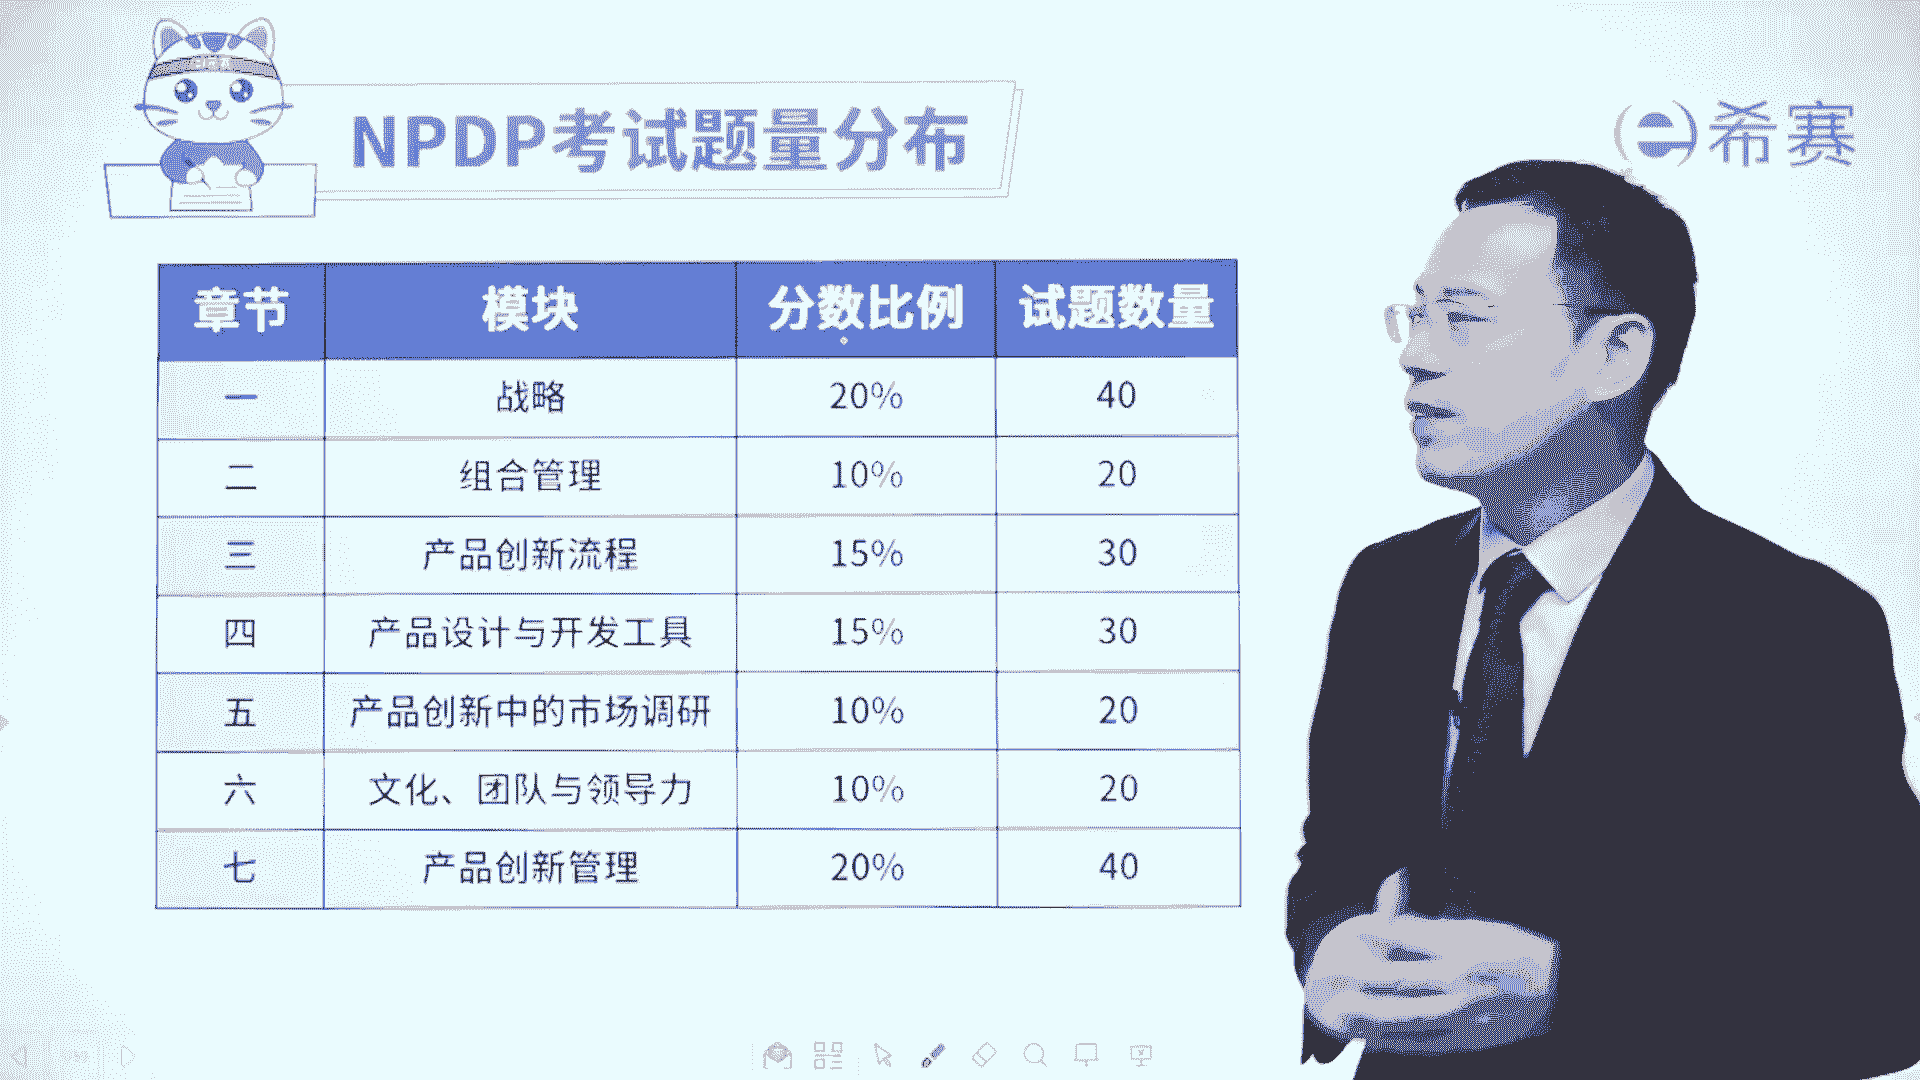 NPDP考试题量分布
希赛
章节 模块 分数比例 试题数量
一 战略 20% 40
二 组合管理 10% 20
三 产品创新流程 15% 30
四 产品设计与开发工具 15% 30
五 产品创新中的市场调研 10% 20
六 文化、团队与领导力 10% 20
七 产品创新管理 20% 40